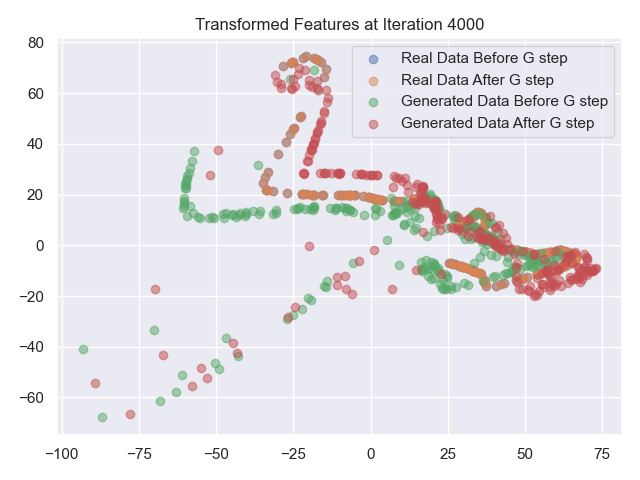 Transformed Features at Iteration 4000
Real Data Before G step
Real Data After G step
Generated Data Before G step
Generated Data After G step
80
60
40
20
0
−20
−40
−60
−100 −75 −50 −25 0 25 50 75